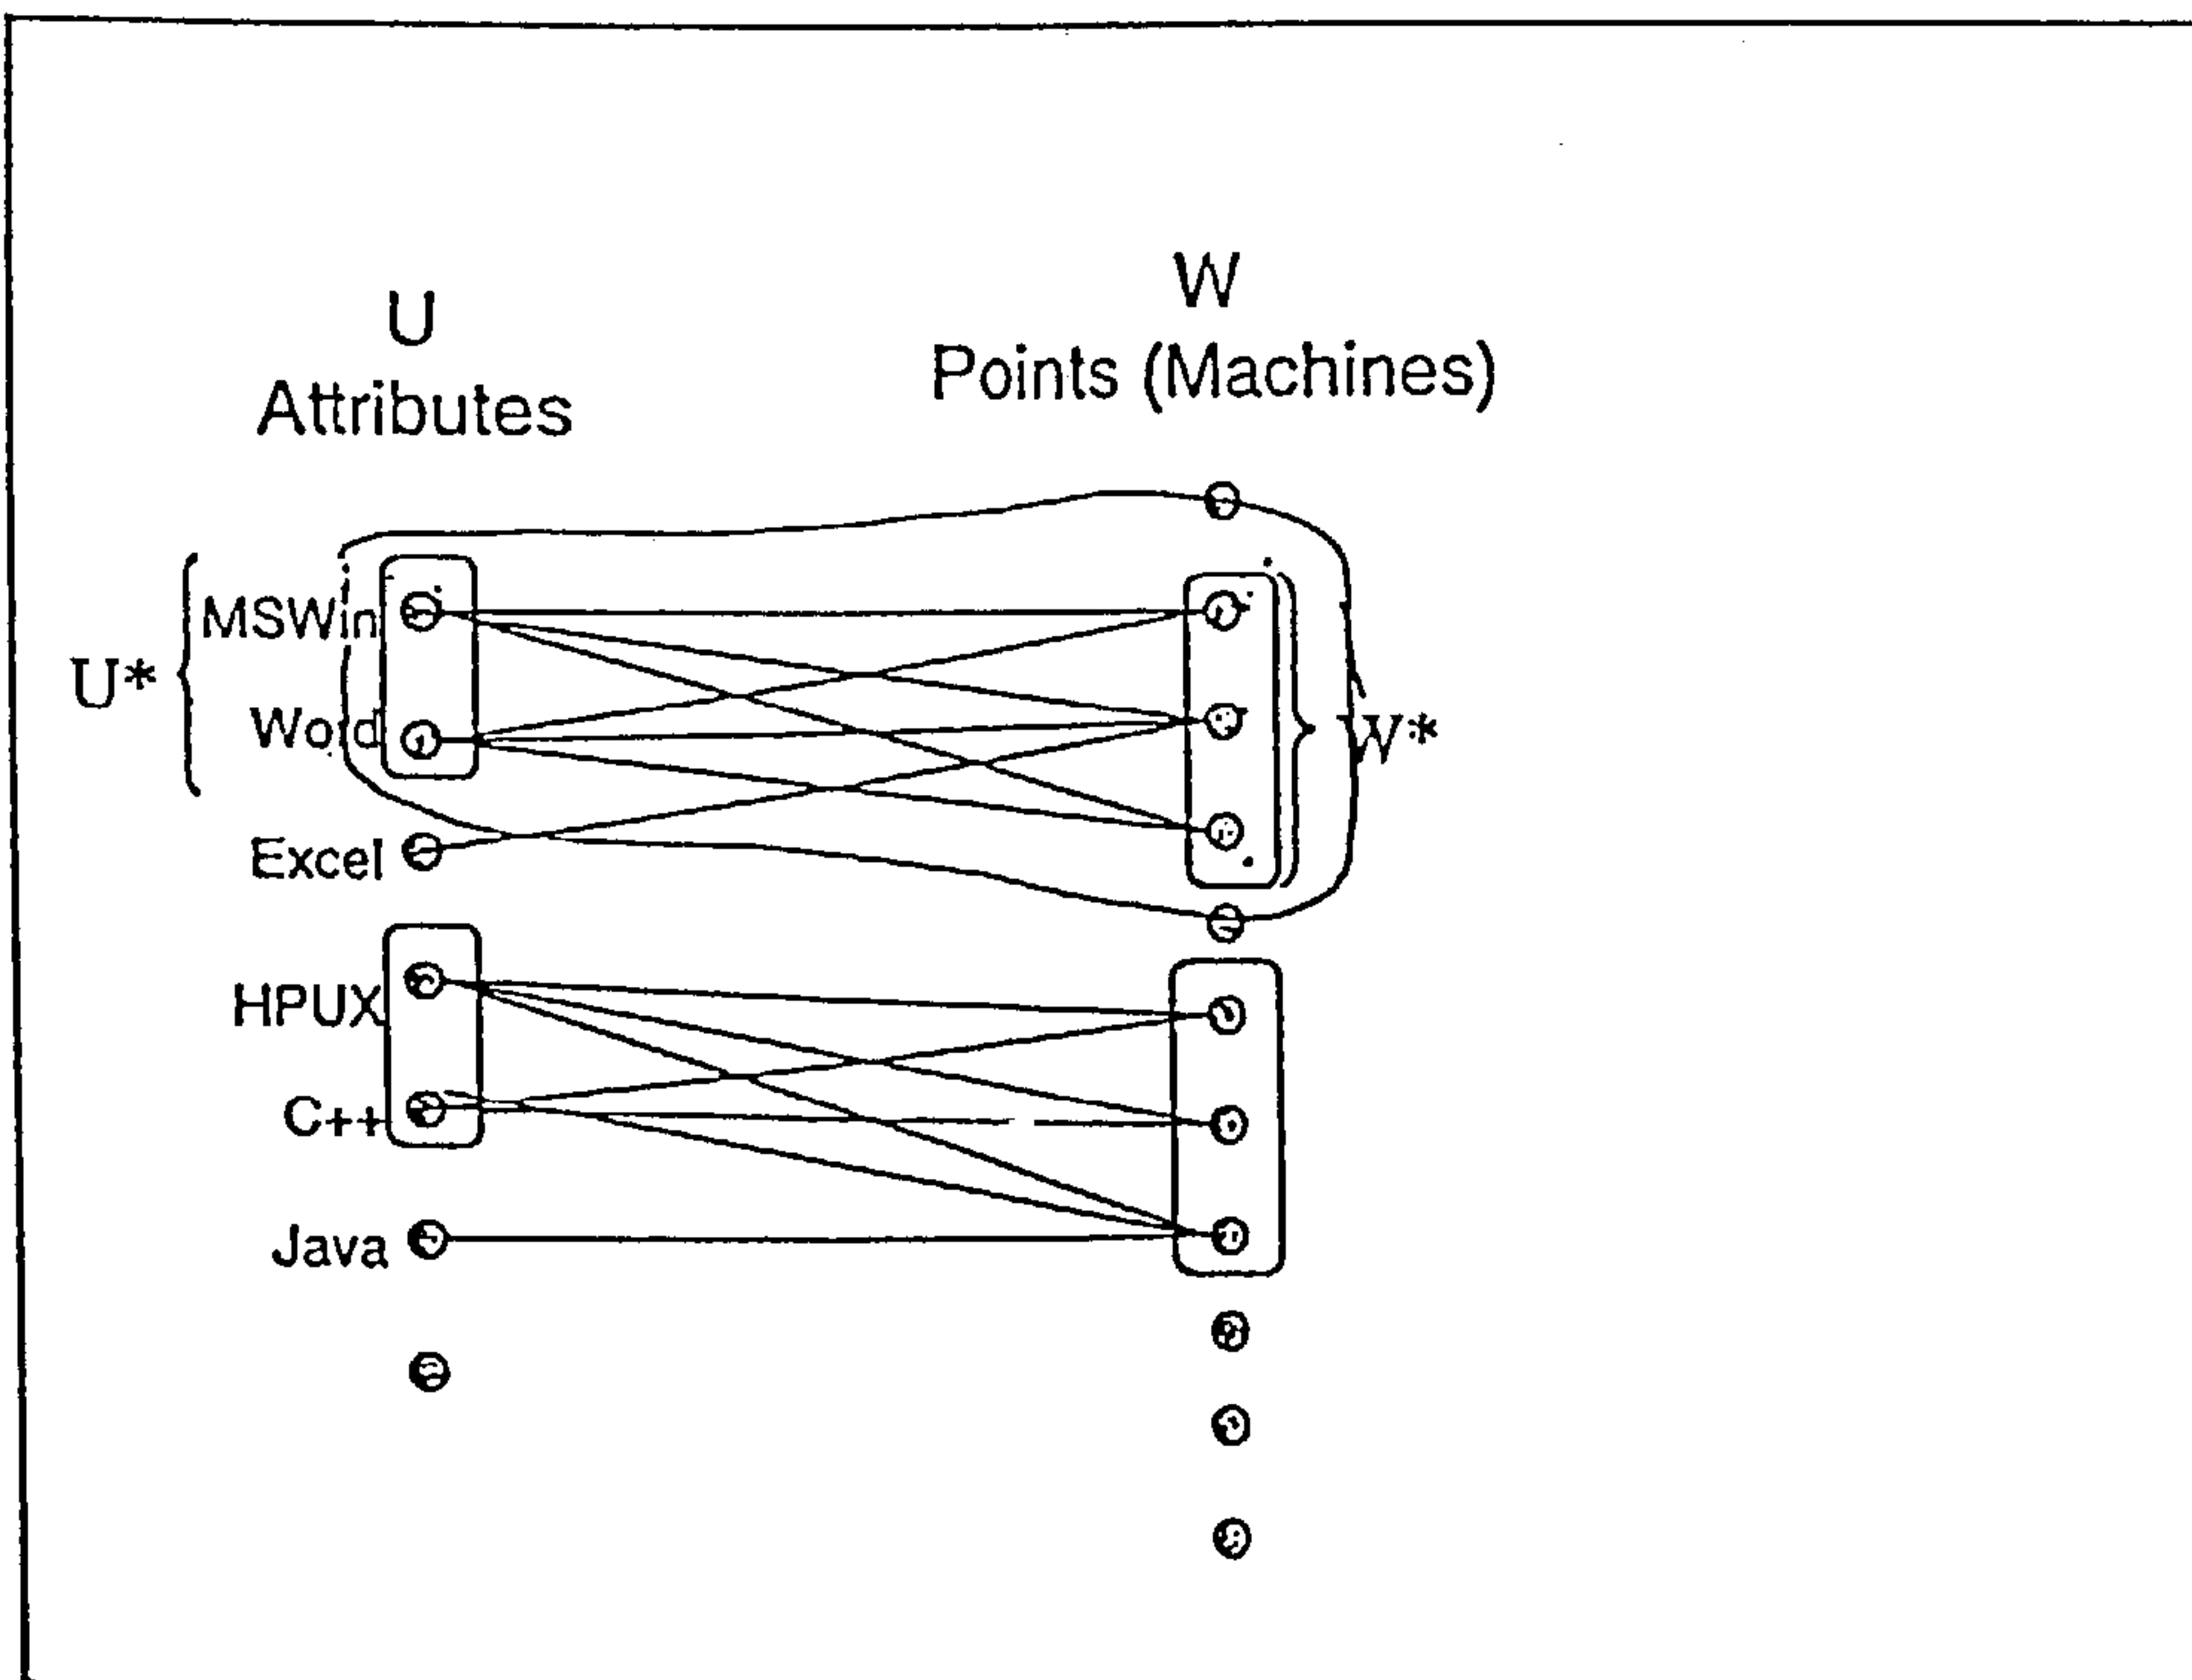 U
Attributes
W
Points (Machines)
U*
MSWin
Word
Excel
W*
HPUX
C++
Java